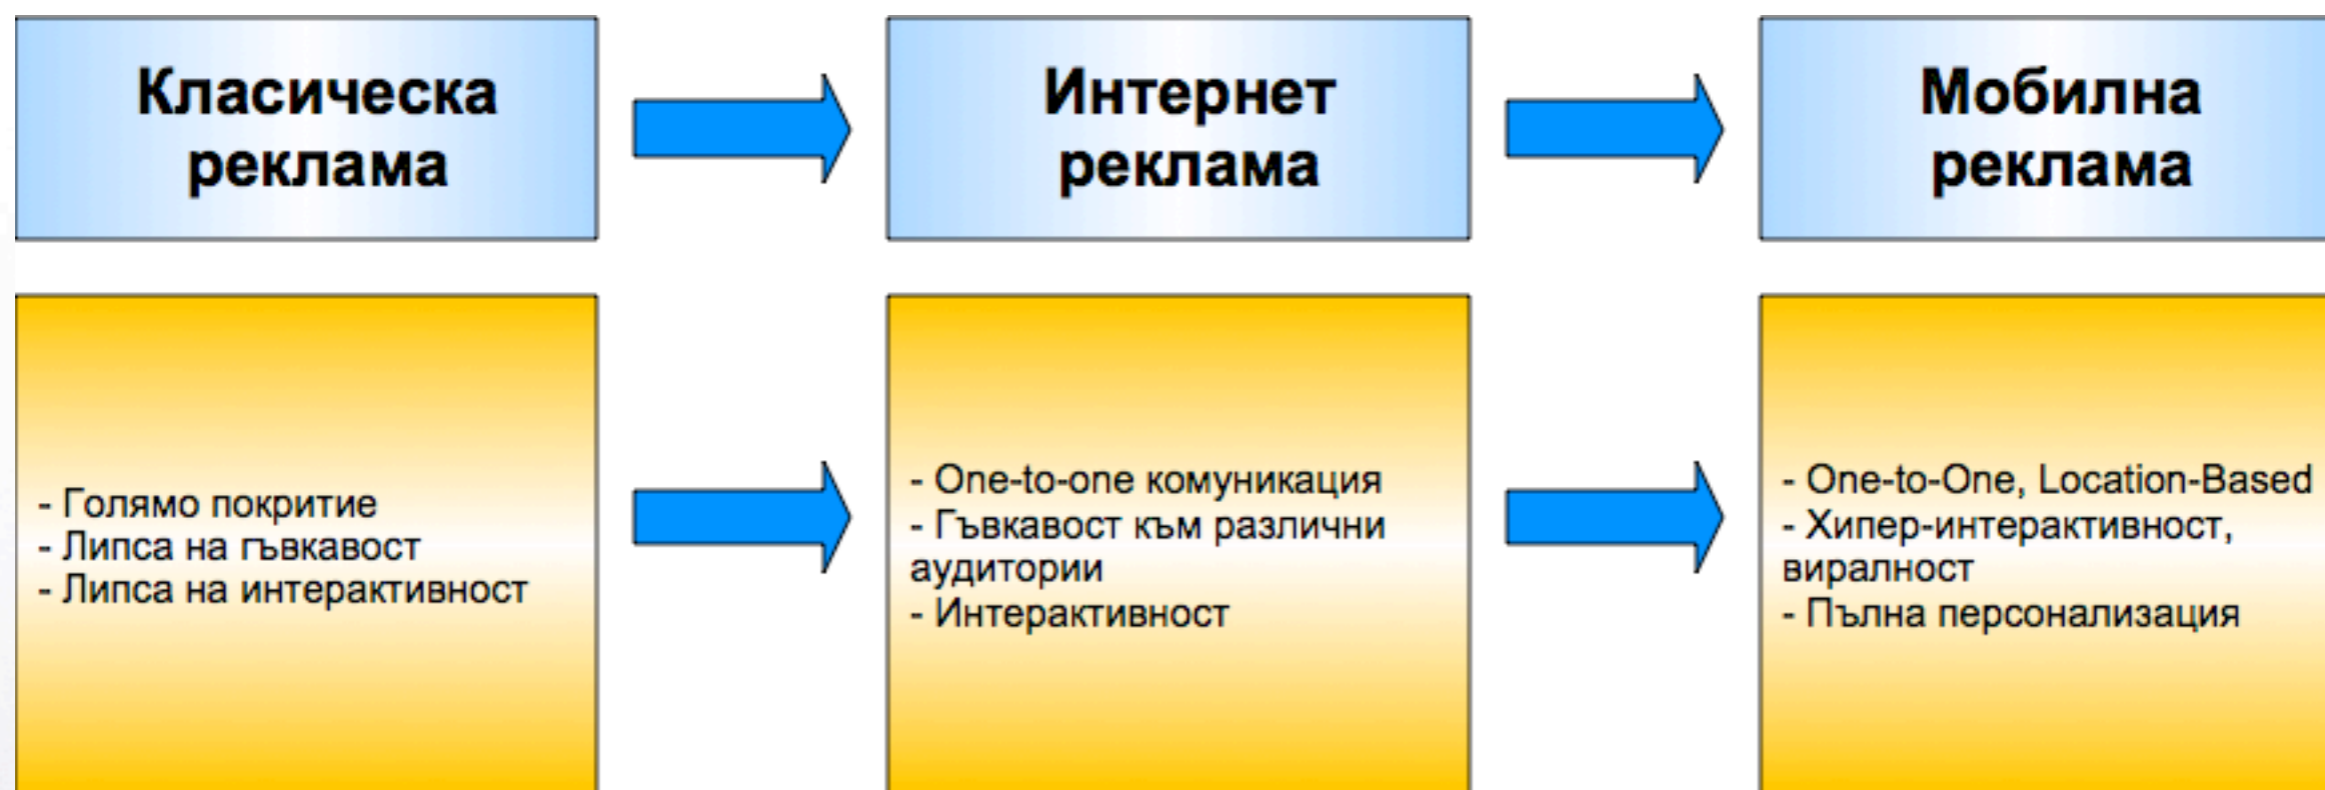 Класическа
реклама
Интернет
реклама
Мобилна
реклама
- Голямо покритие
- Липса на гъвкавост
- Липса на интерактивност
- One-to-one комуникация
- Гъвкавост към различни
аудитории
- Интерактивност
- One-to-One, Location-Based
- Хипер-интерактивност,
виралност
- Пълна персонализация